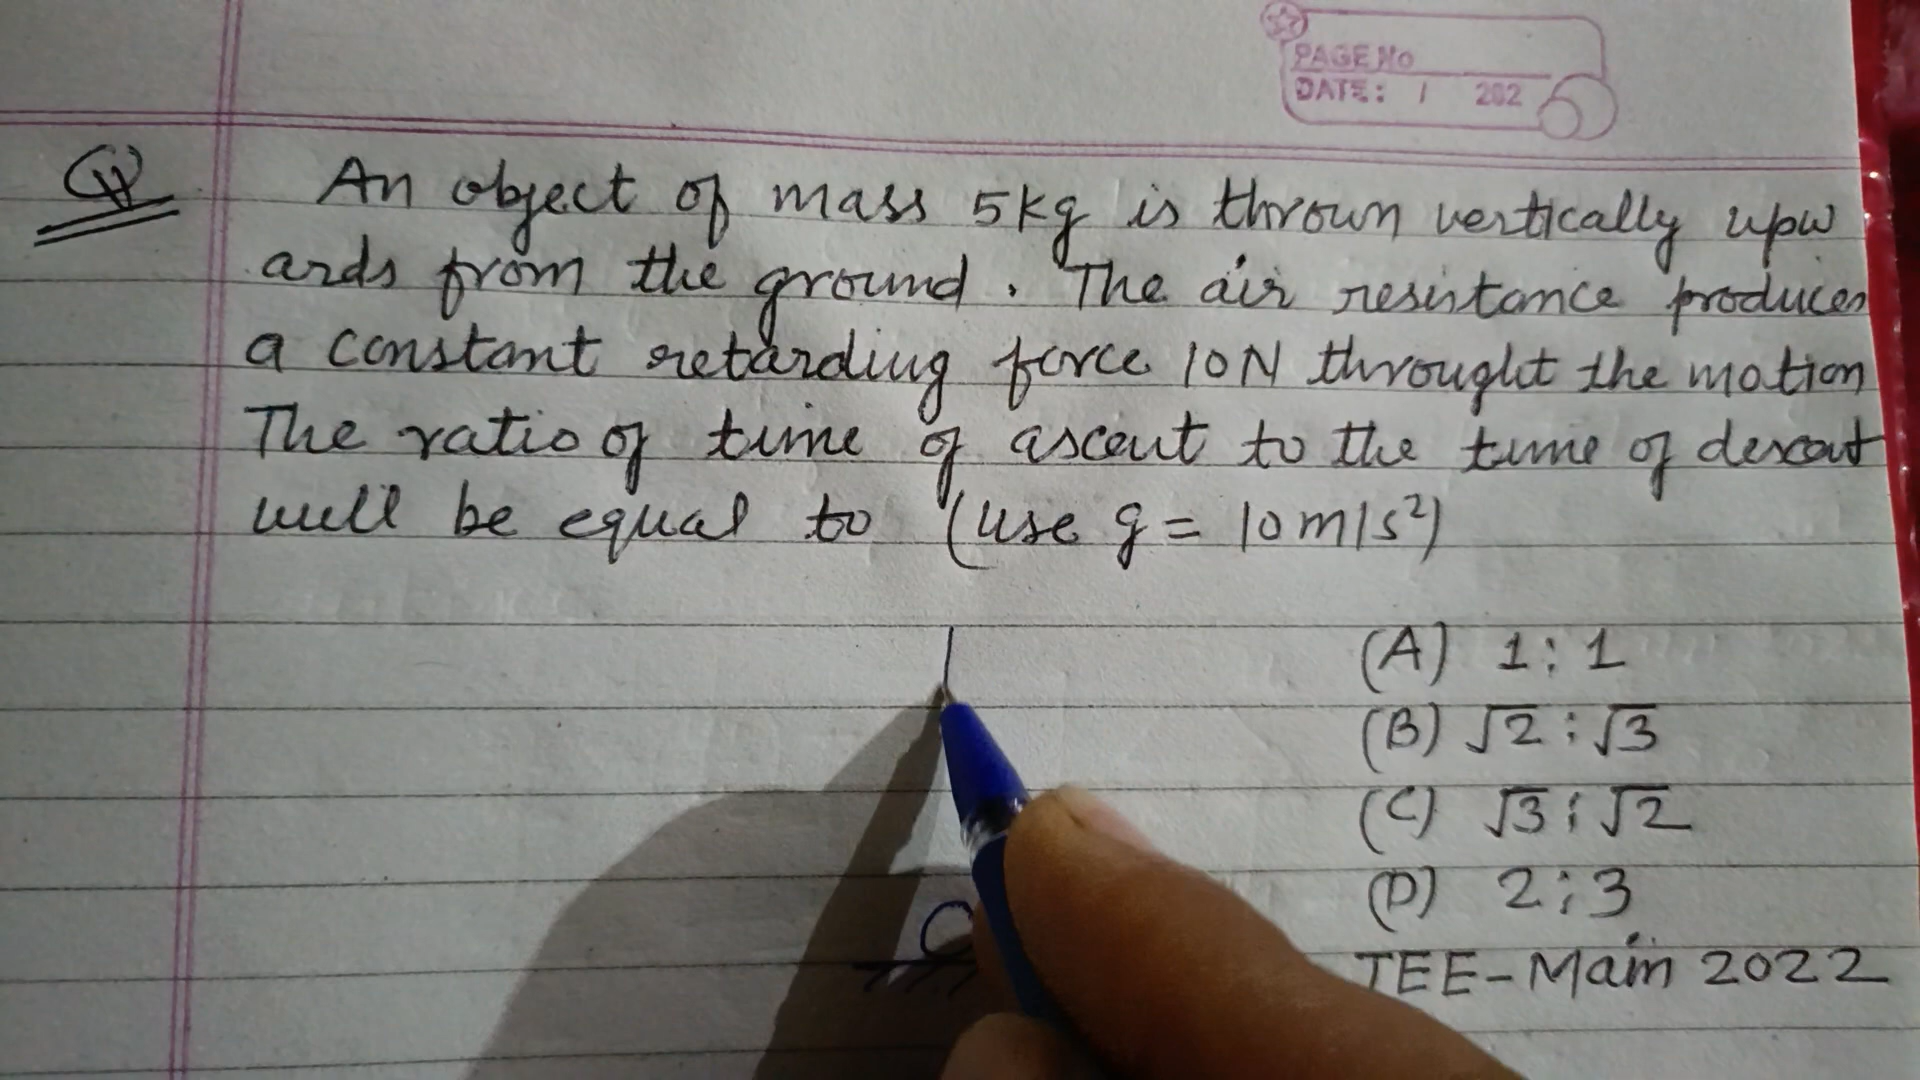 PAGE No
DATE: / 202
Q
An object of mass 5kg is thrown vertically upw
ards from the ground. The air resistance produces
a constant retarding force 10N throught the motion
The ratio of time of ascent to the time of descent
will be equal to (use g = 10m/s²)
(A) 1:1
(B) √2:√3
(C) √3:√2
(D) 2:3
JEE-Main 2022